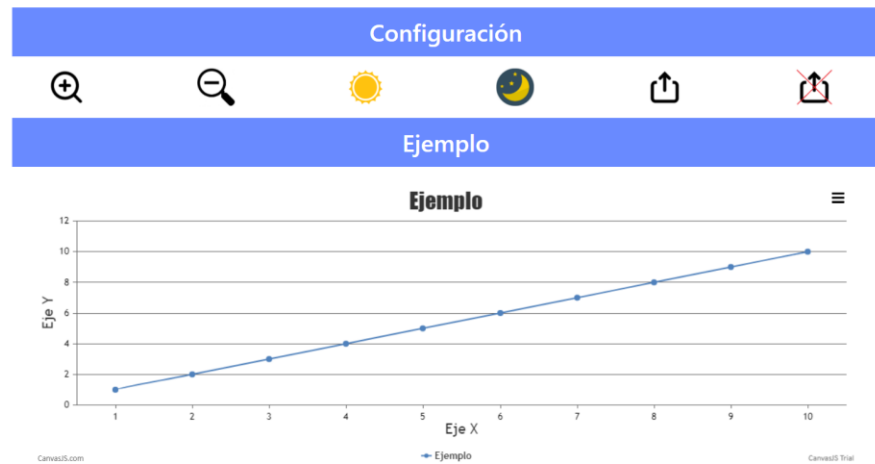 Configuración
Ejemplo
Ejemplo
12
10
8
6
4
2
0
Eje Y
1 2 3 4 5 6 7 8 9 10
Eje X
CanvasJS.com
Ejemplo
CanvasJS Trial